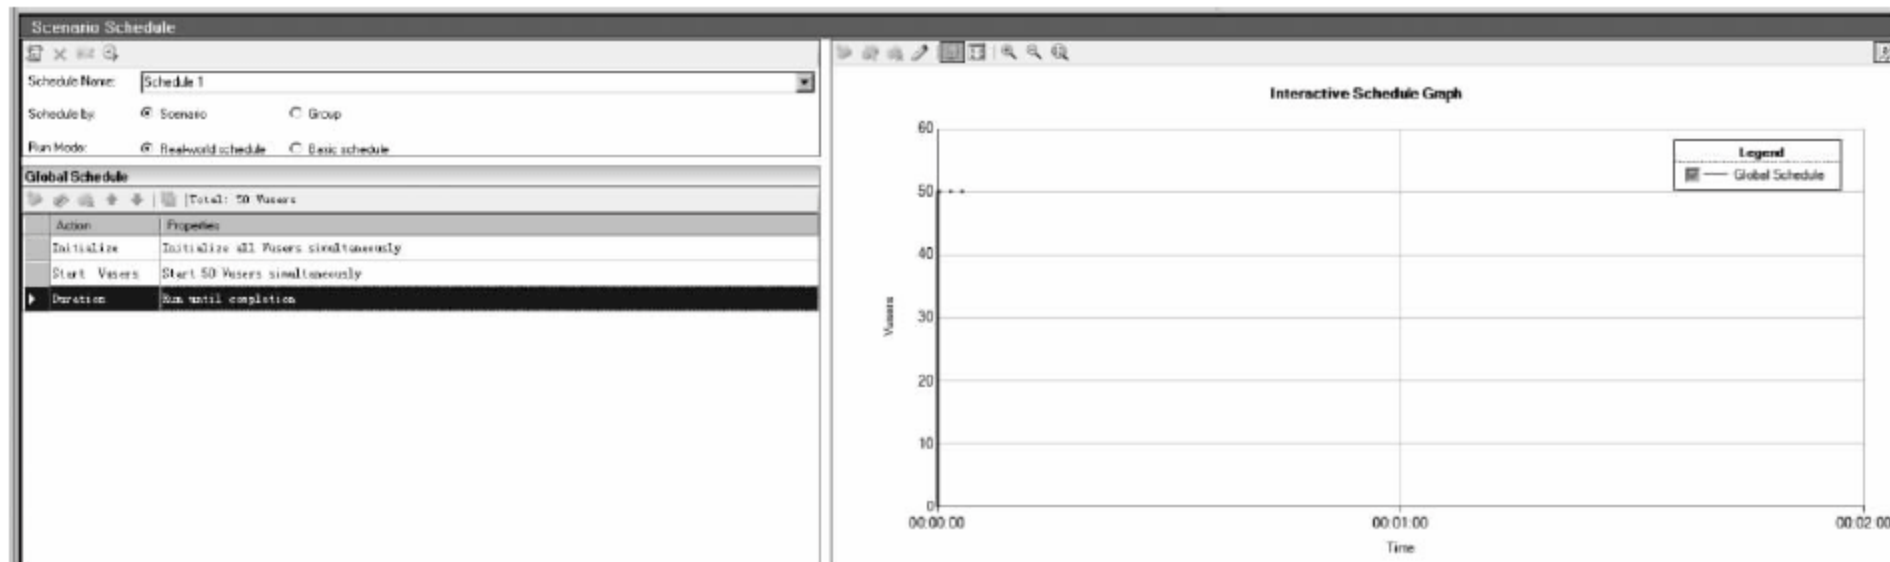 Scenario Schedule
Schedule Name: Schedule 1
Schedule by: Scenario Group
Run Mode: Real-world schedule Basic schedule
Global Schedule
Total: 50 Vusers
Action Properties
Initialize Initialize all Vusers simultaneously
Start Vusers Start 50 Vusers simultaneously
Duration Run until completion
Interactive Schedule Graph
Legend
Global Schedule
60
50
40
30
20
10
0
Vusers
00:00:00 00:01:00 00:02:00
Time